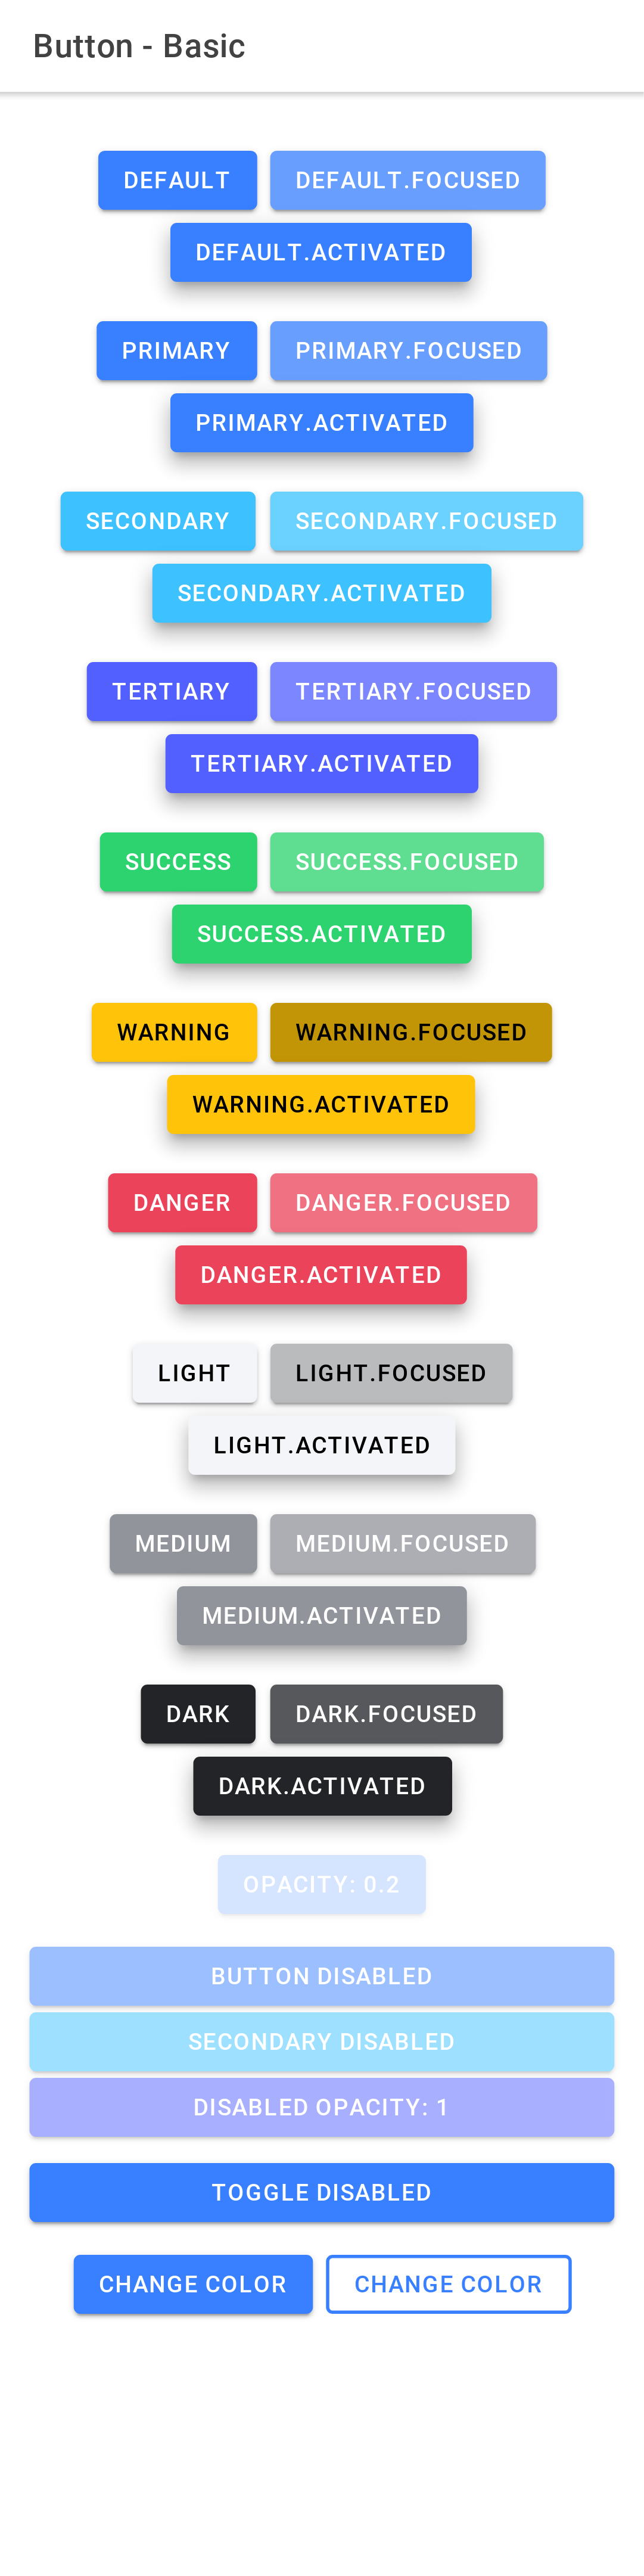 Button - Basic
DEFAULT DEFAULT.FOCUSED
DEFAULT.ACTIVATED
PRIMARY PRIMARY.FOCUSED
PRIMARY.ACTIVATED
SECONDARY SECONDARY.FOCUSED
SECONDARY.ACTIVATED
TERTIARY TERTIARY.FOCUSED
TERTIARY.ACTIVATED
SUCCESS SUCCESS.FOCUSED
SUCCESS.ACTIVATED
WARNING WARNING.FOCUSED
WARNING.ACTIVATED
DANGER DANGER.FOCUSED
DANGER.ACTIVATED
LIGHT LIGHT.FOCUSED
LIGHT.ACTIVATED
MEDIUM MEDIUM.FOCUSED
MEDIUM.ACTIVATED
DARK DARK.FOCUSED
DARK.ACTIVATED
OPACITY: 0.2
BUTTON DISABLED
SECONDARY DISABLED
DISABLED OPACITY: 1
TOGGLE DISABLED
CHANGE COLOR CHANGE COLOR